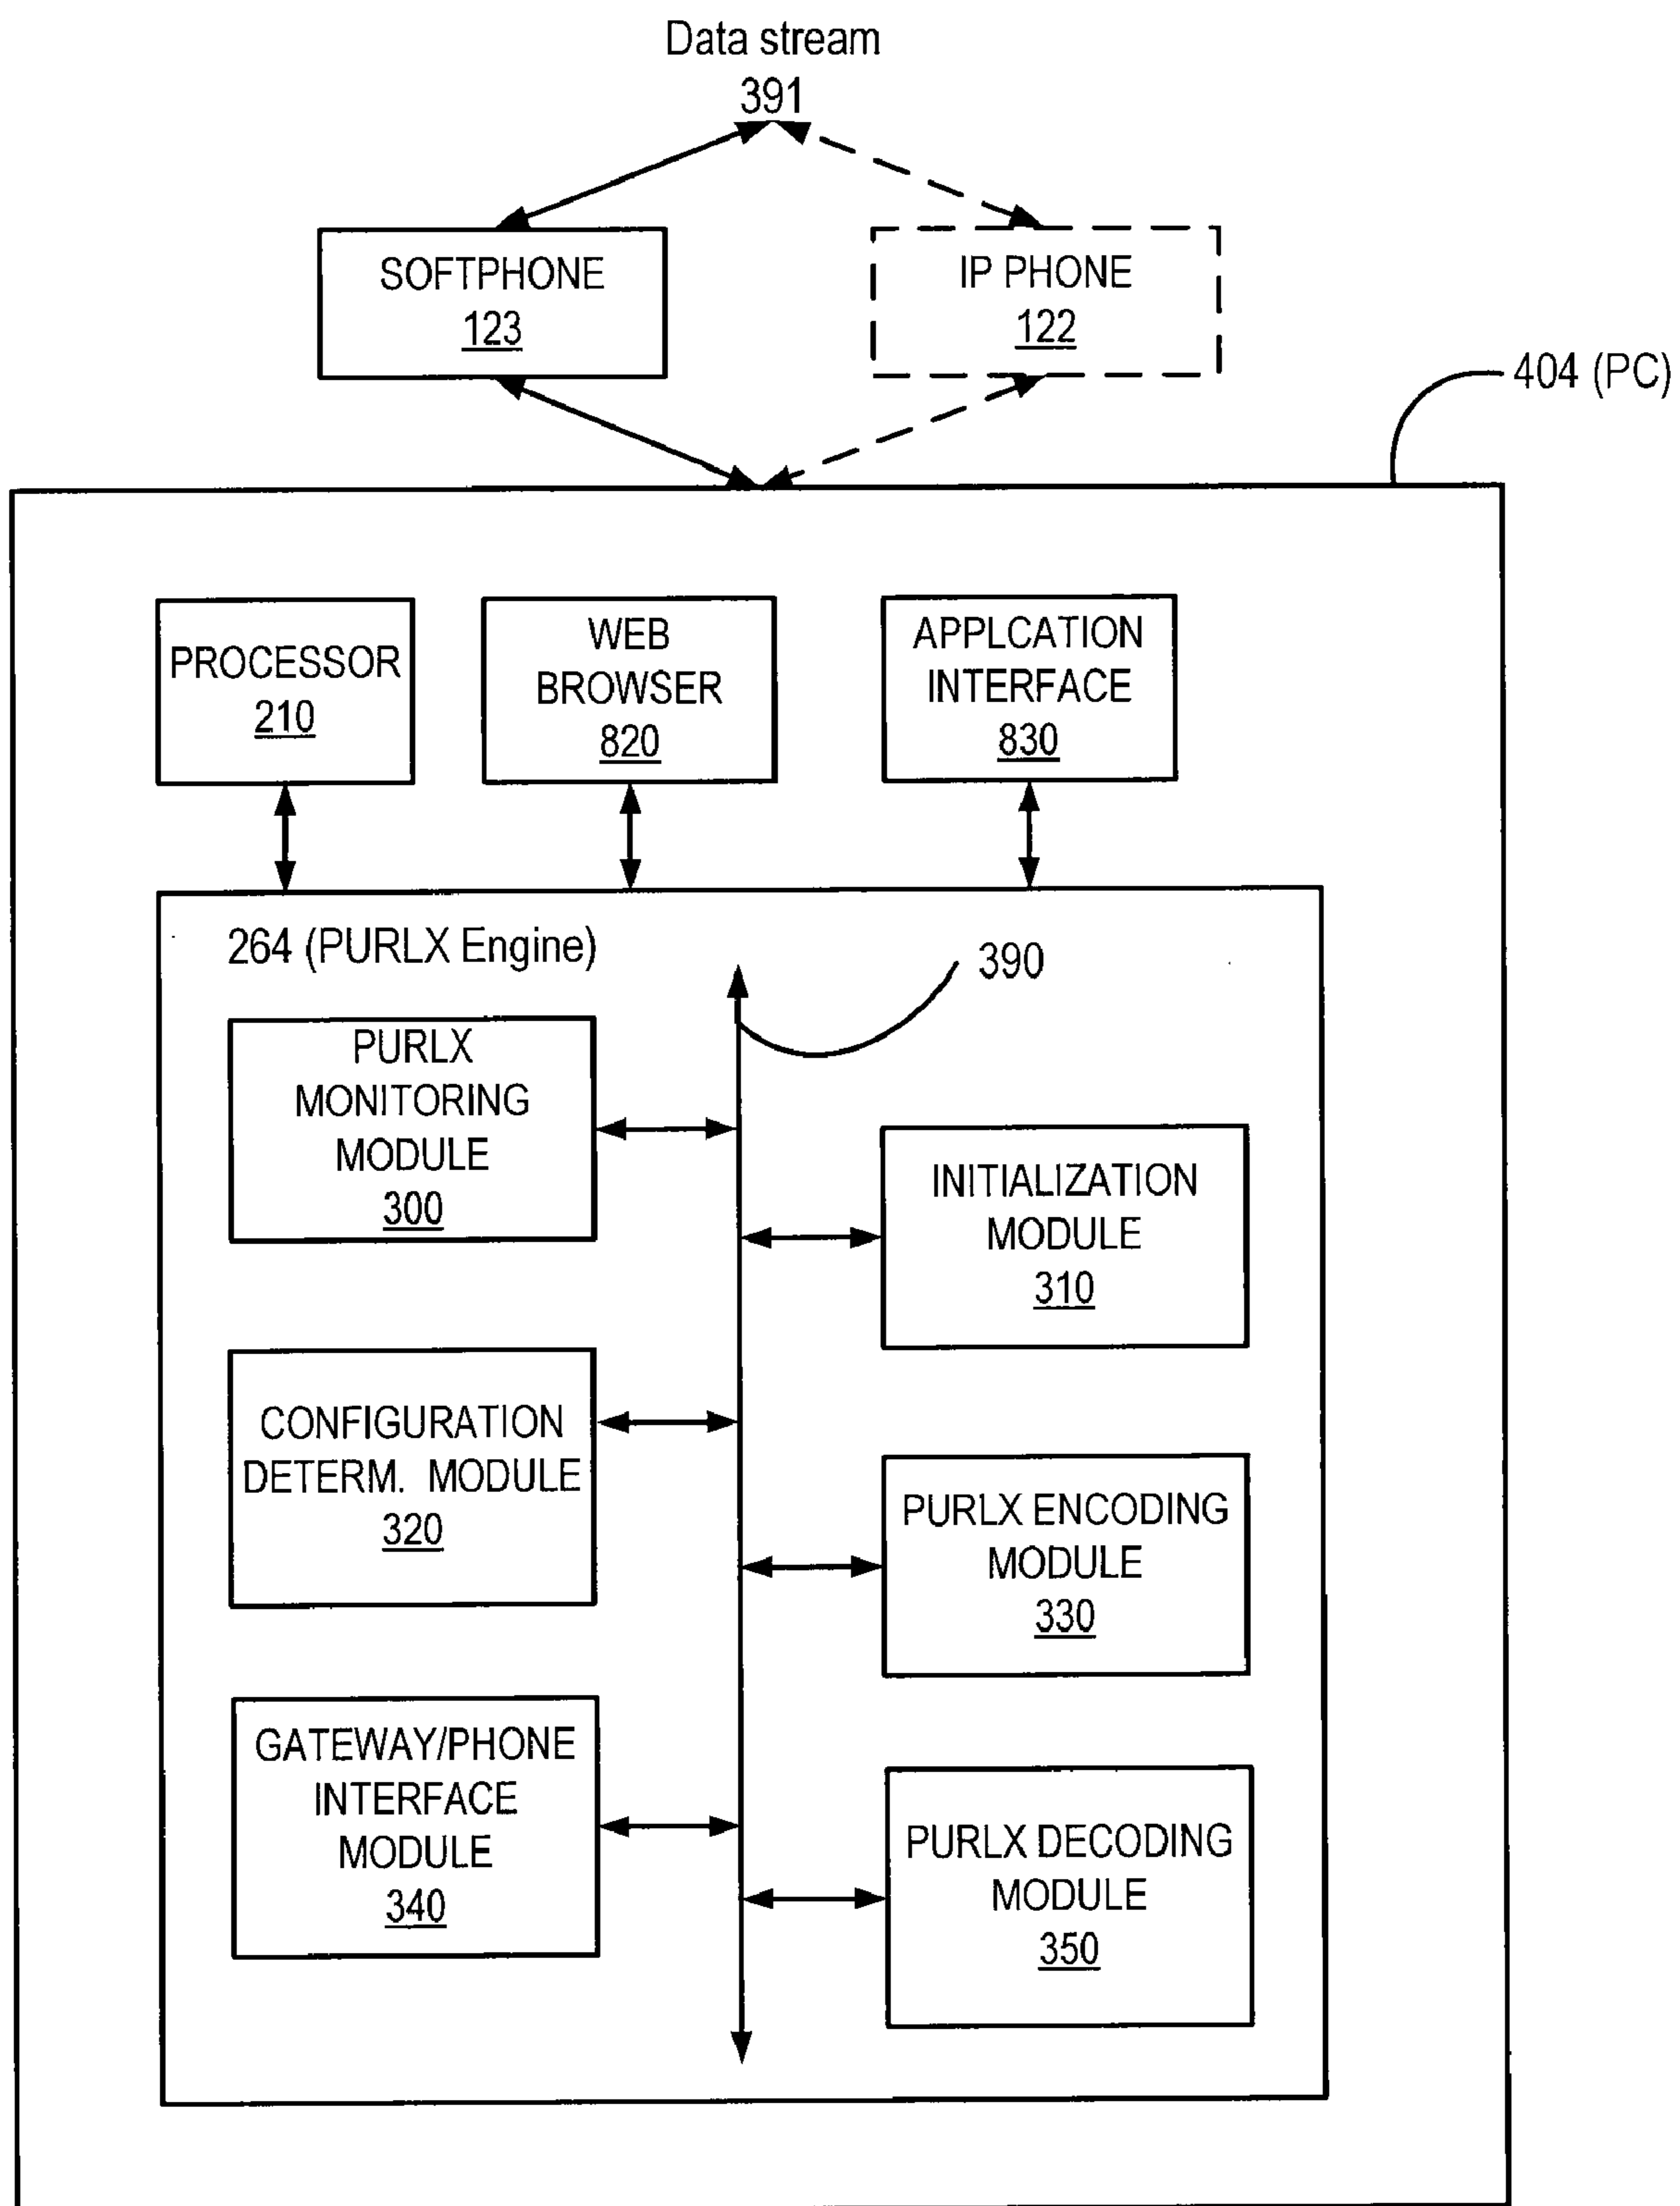 Data stream
391
SOFTPHONE
123
IP PHONE
122
404 (PC)
PROCESSOR
210
WEB
BROWSER
820
APPLCATION
INTERFACE
830
264 (PURLX Engine)
390
PURLX
MONITORING
MODULE
300
INITIALIZATION
MODULE
310
CONFIGURATION
DETERM. MODULE
320
PURLX ENCODING
MODULE
330
GATEWAY/PHONE
INTERFACE
MODULE
340
PURLX DECODING
MODULE
350